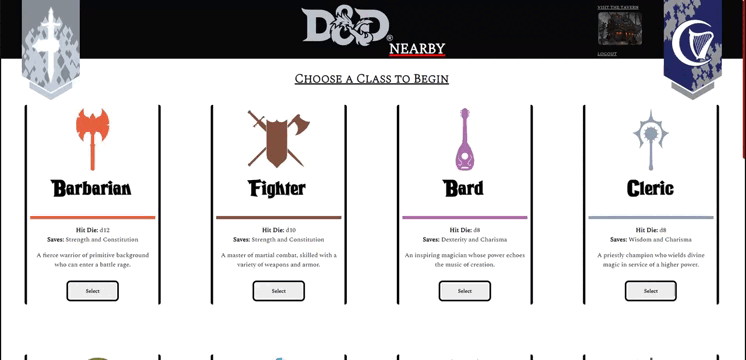 VISIT THE TAVERN
D&D®
NEARBY
LOGOUT
CHOOSE A CLASS TO BEGIN
Barbarian
Hit Die: d12
Saves: Strength and Constitution
A fierce warrior of primitive background
who can enter a battle rage.
Select
Fighter
Hit Die: d10
Saves: Strength and Constitution
A master of martial combat, skilled with a
variety of weapons and armor.
Select
Bard
Hit Die: d8
Saves: Dexterity and Charisma
An inspiring magician whose power echoes
the music of creation.
Select
Cleric
Hit Die: d8
Saves: Wisdom and Charisma
A priestly champion who wields divine
magic in service of a higher power.
Select